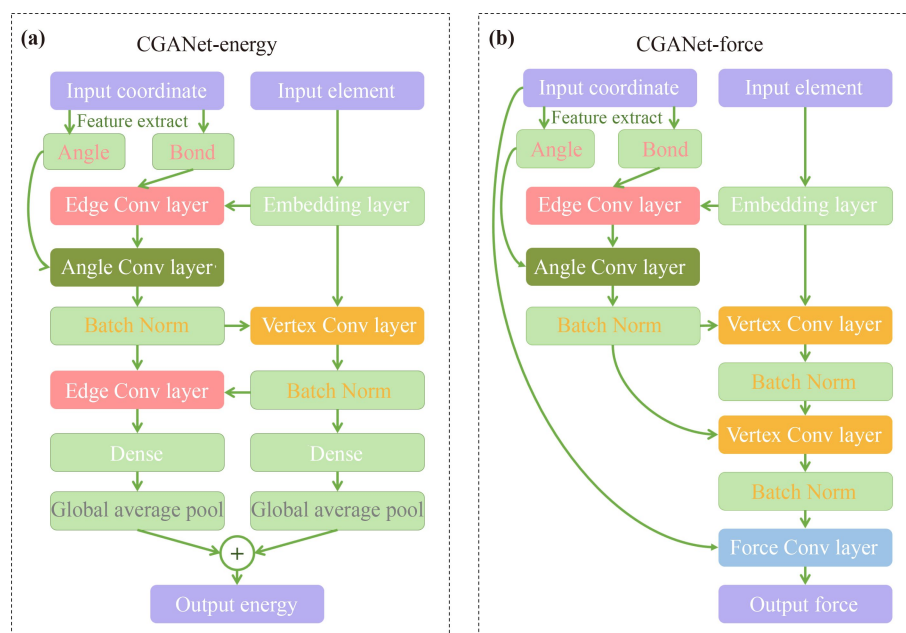 (a)
CGANet-energy
Input coordinate
Input element
Feature extract
Angle
Bond
Edge Conv layer
Embedding layer
Angle Conv layer
Batch Norm
Vertex Conv layer
Edge Conv layer
Batch Norm
Dense
Dense
Global average pool
Global average pool
+
Output energy
(b)
CGANet-force
Input coordinate
Input element
Feature extract
Angle
Bond
Edge Conv layer
Embedding layer
Angle Conv layer
Batch Norm
Vertex Conv layer
Batch Norm
Vertex Conv layer
Batch Norm
Force Conv layer
Output force